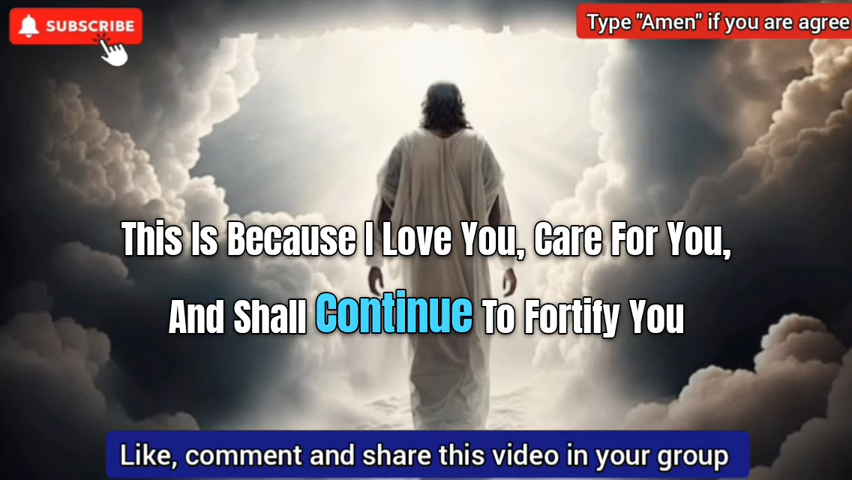 SUBSCRIBE
Type "Amen" if you are agree
This Is Because I Love You, Care For You,
And Shall Continue To Fortify You
Like, comment and share this video in your group